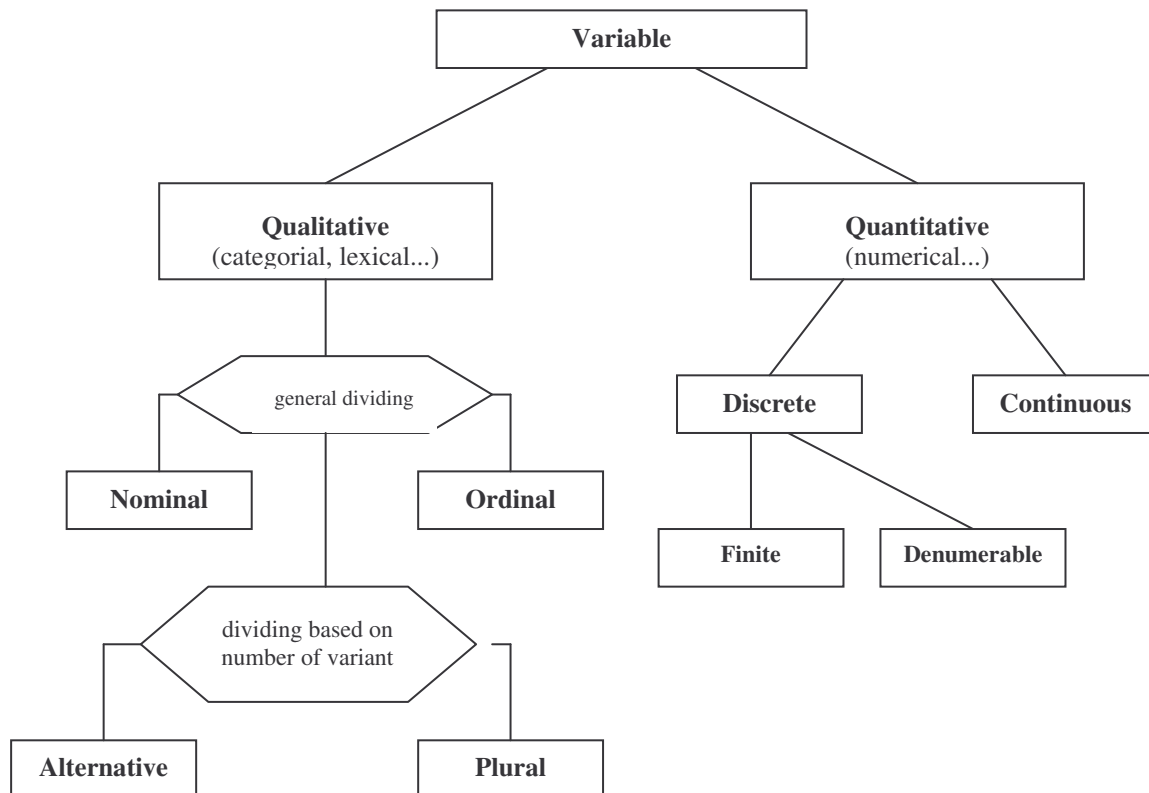 Variable
Qualitative
(categorial, lexical...)
Quantitative
(numerical...)
general dividing
Discrete
Continuous
Nominal
Ordinal
Finite
Denumerable
dividing based on
number of variant
Alternative
Plural